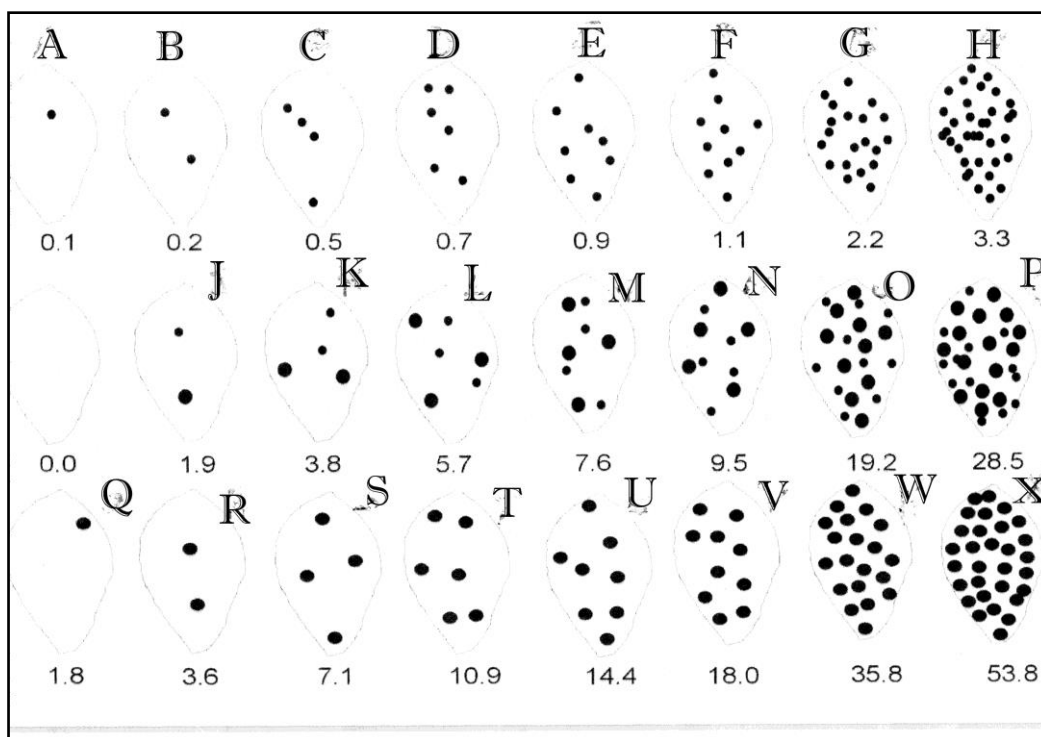 A B C D E F G H
0.1 0.2 0.5 0.7 0.9 1.1 2.2 3.3
J K L M N O P
0.0 1.9 3.8 5.7 7.6 9.5 19.2 28.5
Q R S T U V W X
1.8 3.6 7.1 10.9 14.4 18.0 35.8 53.8